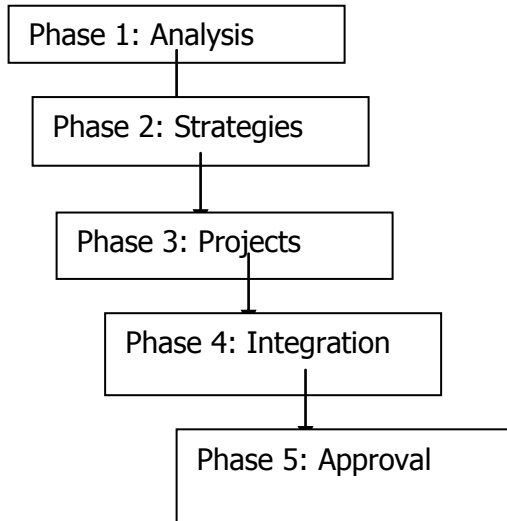 Phase 1: Analysis
Phase 2: Strategies
Phase 3: Projects
Phase 4: Integration
Phase 5: Approval